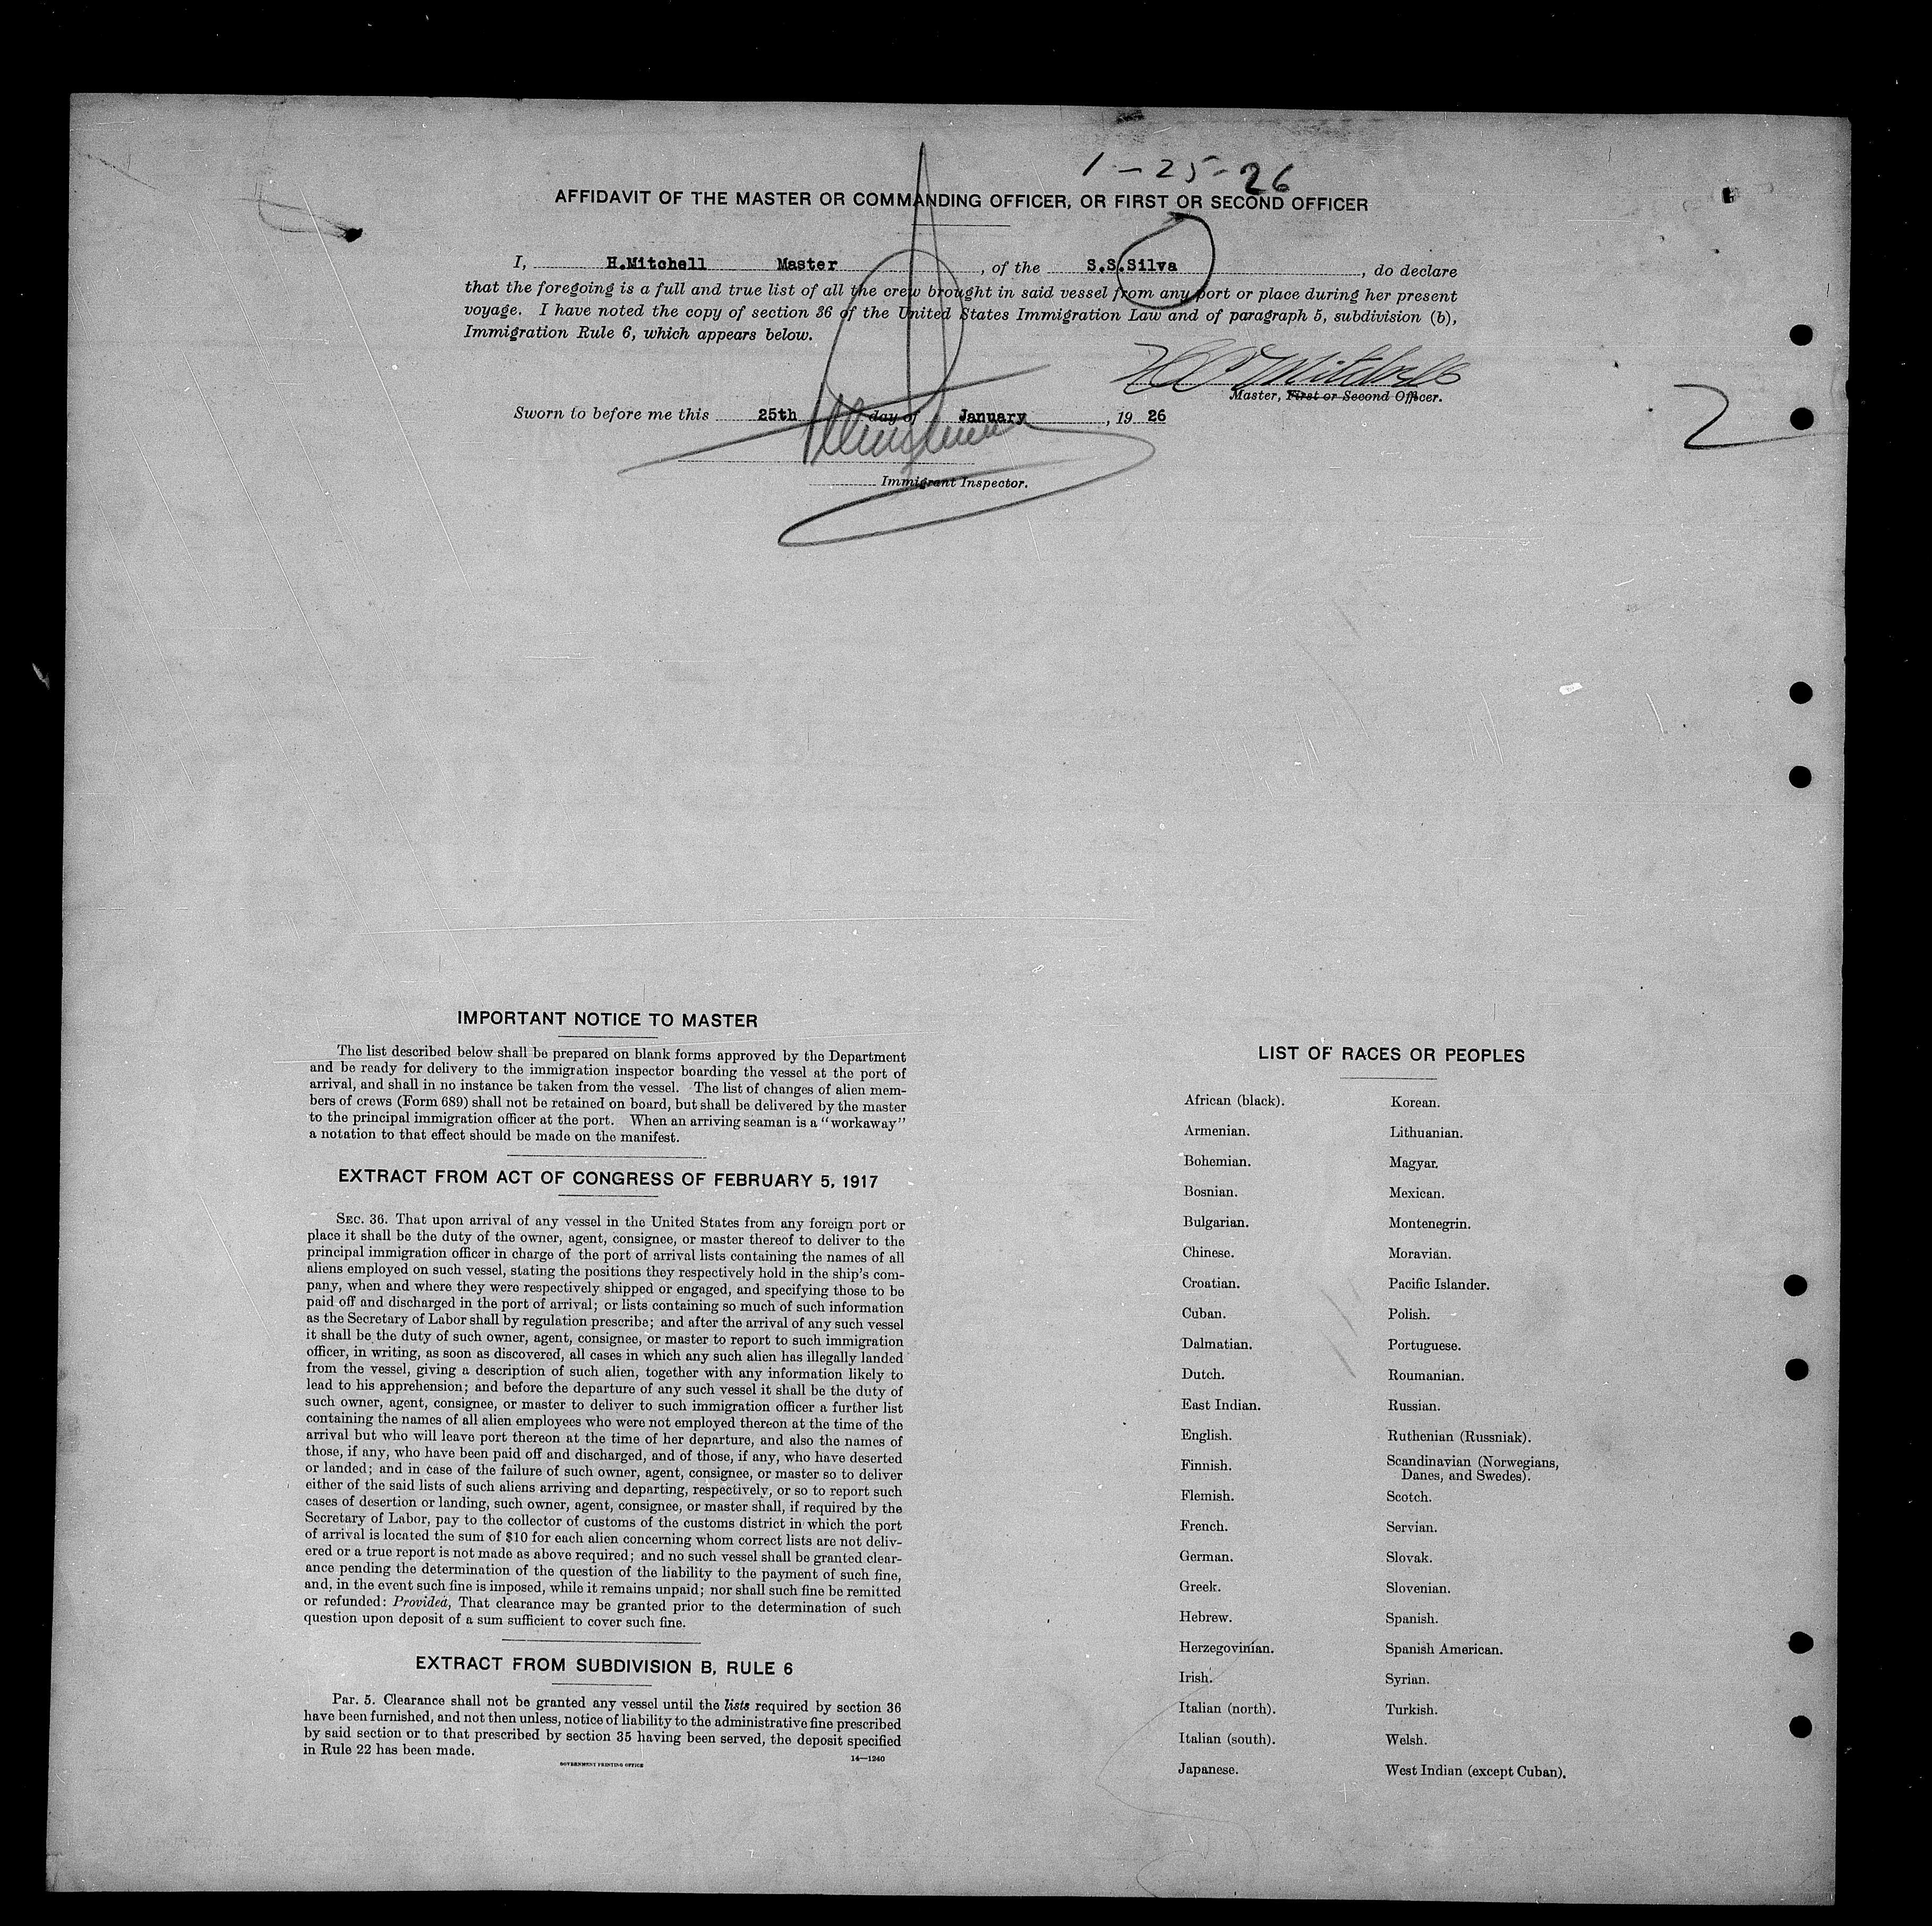 1-25-26
AFFIDAVIT OF THE MASTER OR COMMANDING OFFICER, OR FIRST OR SECOND OFFICER
I, H.Mitchell Master, of the S.S.Silva, do declare
that the foregoing is a full and true list of all the crew brought in said vessel from any port or place during her present
voyage. I have noted the copy of section 36 of the United States Immigration Law and of paragraph 5, subdivision (b),
Immigration Rule 6, which appears below.
Mitchell
Master, First or Second Officer.
2
Sworn to before me this 25th day of January, 19 26
Immigrant Inspector.
IMPORTANT NOTICE TO MASTER
The list described below shall be prepared on blank forms approved by the Department
and be ready for delivery to the immigration inspector boarding the vessel at the port of
arrival, and shall in no instance be taken from the vessel. The list of changes of alien mem-
bers of crews (Form 689) shall not be retained on board, but shall be delivered by the master
to the principal immigration officer at the port. When an arriving seaman is a "workaway"
a notation to that effect should be made on the manifest.
EXTRACT FROM ACT OF CONGRESS OF FEBRUARY 5, 1917
SEC. 36. That upon arrival of any vessel in the United States from any foreign port or
place it shall be the duty of the owner, agent, consignee, or master thereof to deliver to the
principal immigration officer in charge of the port of arrival lists containing the names of all
aliens employed on such vessel, stating the positions they respectively hold in the ship's com-
pany, when and where they were respectively shipped or engaged, and specifying those to be
paid off and discharged in the port of arrival; or lists containing so much of such information
as the Secretary of Labor shall by regulation prescribe; and after the arrival of any such vessel
it shall be the duty of such owner, agent, consignee, or master to report to such immigration
officer, in writing, as soon as discovered, all cases in which any such alien has illegally landed
from the vessel, giving a description of such alien, together with any information likely to
lead to his apprehension; and before the departure of any such vessel it shall be the duty of
such owner, agent, consignee, or master to deliver to such immigration officer a further list
containing the names of all alien employees who were not employed thereon at the time of the
arrival but who will leave port thereon at the time of her departure, and also the names of
those, if any, who have been paid off and discharged, and of those, if any, who have deserted
or landed; and in case of the failure of such owner, agent, consignee, or master so to deliver
either of the said lists of such aliens arriving and departing, respectively, or so to report such
cases of desertion or landing, such owner, agent, consignee, or master shall, if required by the
Secretary of Labor, pay to the collector of customs of the customs district in which the port
of arrival is located the sum of $10 for each alien concerning whom correct lists are not deliv-
ered or a true report is not made as above required; and no such vessel shall be granted clear-
ance pending the determination of the question of the liability to the payment of such fine,
and, in the event such fine is imposed, while it remains unpaid; nor shall such fine be remitted
or refunded: Provided, That clearance may be granted prior to the determination of such
question upon deposit of a sum sufficient to cover such fine.
EXTRACT FROM SUBDIVISION B, RULE 6
Par. 5. Clearance shall not be granted any vessel until the lists required by section 36
have been furnished, and not then unless, notice of liability to the administrative fine prescribed
by said section or to that prescribed by section 35 having been served, the deposit specified
in Rule 22 has been made.
14—1240
GOVERNMENT PRINTING OFFICE
LIST OF RACES OR PEOPLES
African (black).
Armenian.
Bohemian.
Bosnian.
Bulgarian.
Chinese.
Croatian.
Cuban.
Dalmatian.
Dutch.
East Indian.
English.
Finnish.
Flemish.
French.
German.
Greek.
Hebrew.
Herzegovinian.
Irish.
Italian (north).
Italian (south).
Japanese.
Korean.
Lithuanian.
Magyar.
Mexican.
Montenegrin.
Moravian.
Pacific Islander.
Polish.
Portuguese.
Roumanian.
Russian.
Ruthenian (Russniak).
Scandinavian (Norwegians,
Danes, and Swedes).
Scotch.
Servian.
Slovak.
Slovenian.
Spanish.
Spanish American.
Syrian.
Turkish.
Welsh.
West Indian (except Cuban).